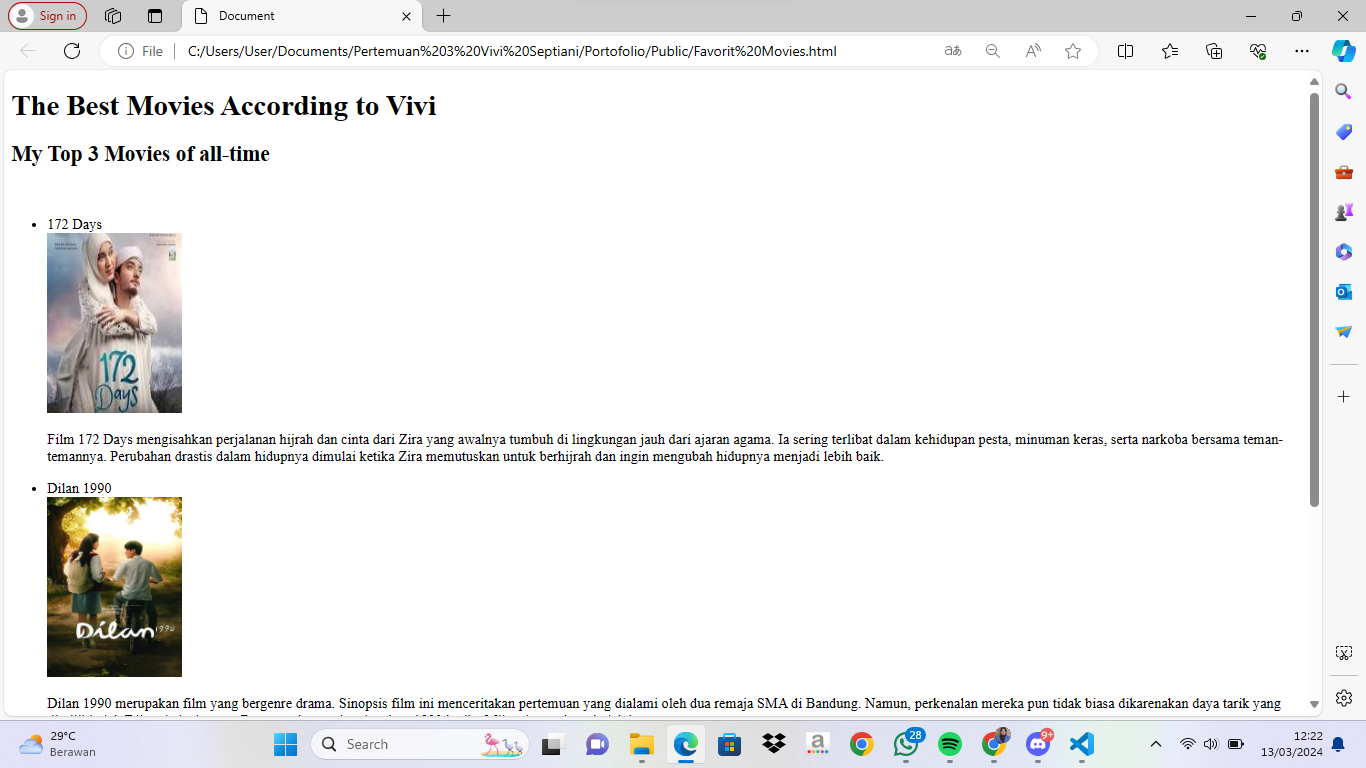 Sign in
Document
File
C:/Users/User/Documents/Pertemuan%203%20Vivi%20Septiani/Portofolio/Public/Favorit%20Movies.html
The Best Movies According to Vivi
My Top 3 Movies of all-time
172 Days
172
Days
Film 172 Days mengisahkan perjalanan hijrah dan cinta dari Zira yang awalnya tumbuh di lingkungan jauh dari ajaran agama. Ia sering terlibat dalam kehidupan pesta, minuman keras, serta narkoba bersama teman-
temannya. Perubahan drastis dalam hidupnya dimulai ketika Zira memutuskan untuk berhijrah dan ingin mengubah hidupnya menjadi lebih baik.
Dilan 1990
Dilan 1990
Dilan 1990 merupakan film yang bergenre drama. Sinopsis film ini menceritakan pertemuan yang dialami oleh dua remaja SMA di Bandung. Namun, perkenalan mereka pun tidak biasa dikarenakan daya tarik yang
29°C
Berawan
Search
28
9+
12:22
13/03/2024